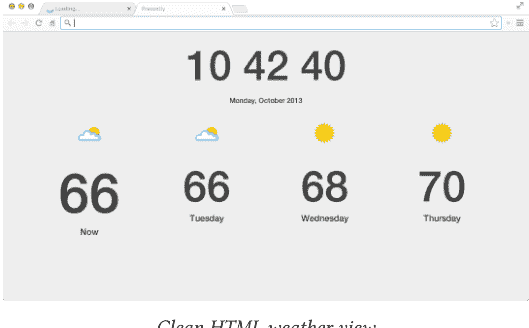 Loading...
Presently
10 42 40
Monday, October 2013
66
66
68
70
Now
Tuesday
Wednesday
Thursday
Clean HTML weather view